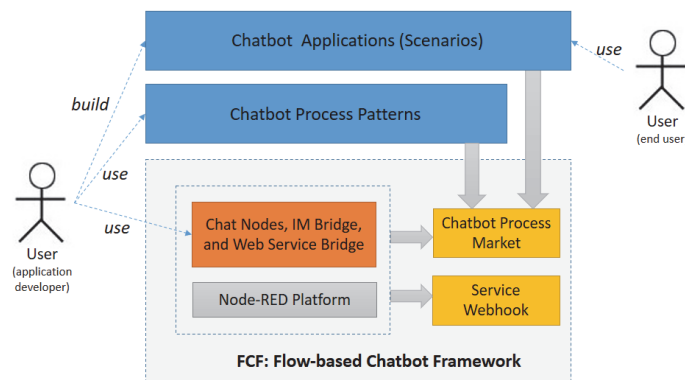 Chatbot Applications (Scenarios)
use
build
Chatbot Process Patterns
User
(end user)
use
use
Chat Nodes, IM Bridge,
and Web Service Bridge
Chatbot Process
Market
User
(application
developer)
Node-RED Platform
Service
Webhook
FCF: Flow-based Chatbot Framework